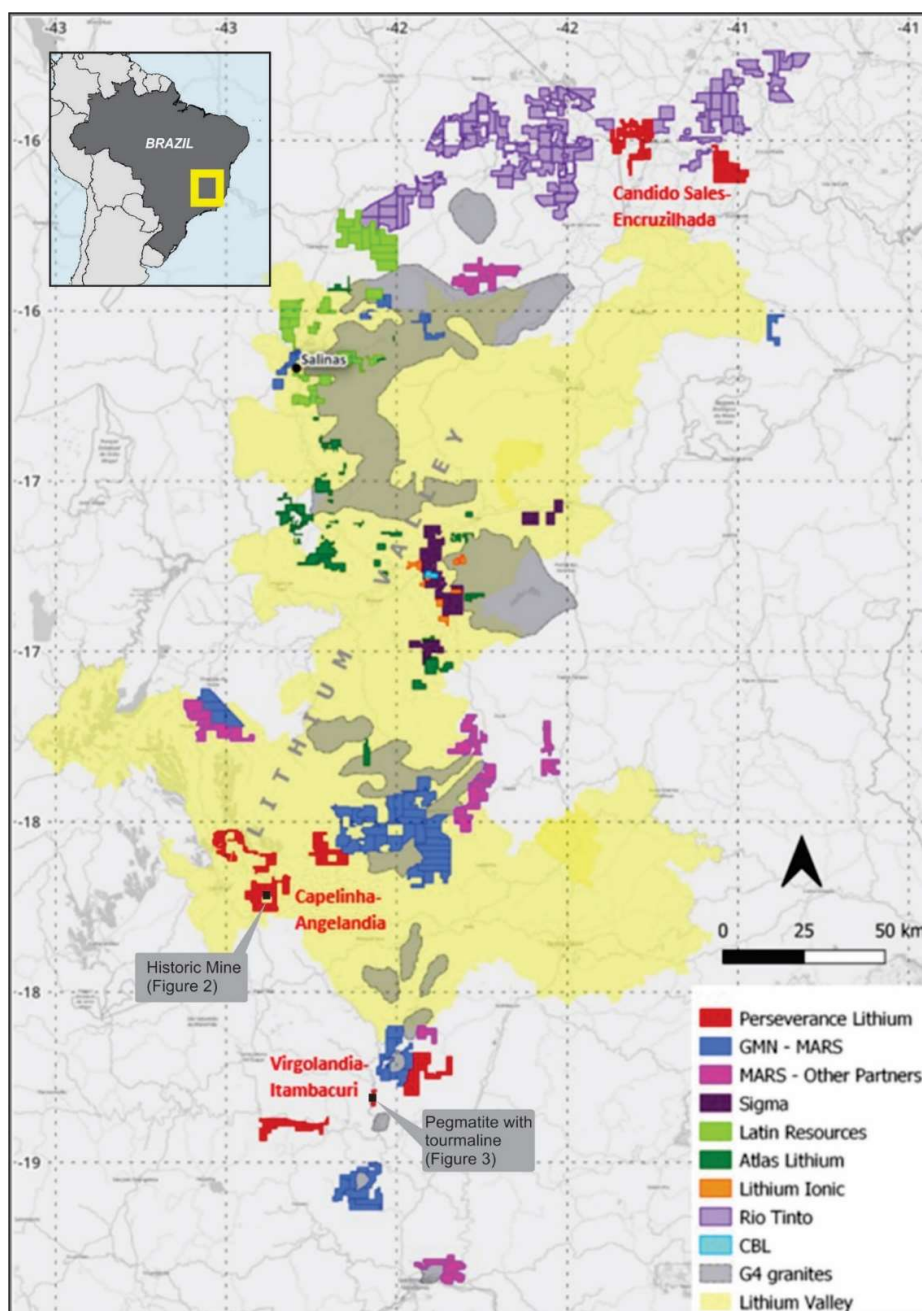 -43
-43
-42
-42
-41
-41
BRAZIL
-16
Candido Sales-
Encruzilhada
-16
Salinas
-17
LITHIUM VALLEY
-17
-18
Capelinha-
Angelandia
Historic Mine
(Figure 2)
0
25
50 km
-18
Virgolandia-
Itambacuri
Pegmatite with
tourmaline
(Figure 3)
-19
Perseverance Lithium
GMN - MARS
MARS - Other Partners
Sigma
Latin Resources
Atlas Lithium
Lithium Ionic
Rio Tinto
CBL
G4 granites
Lithium Valley